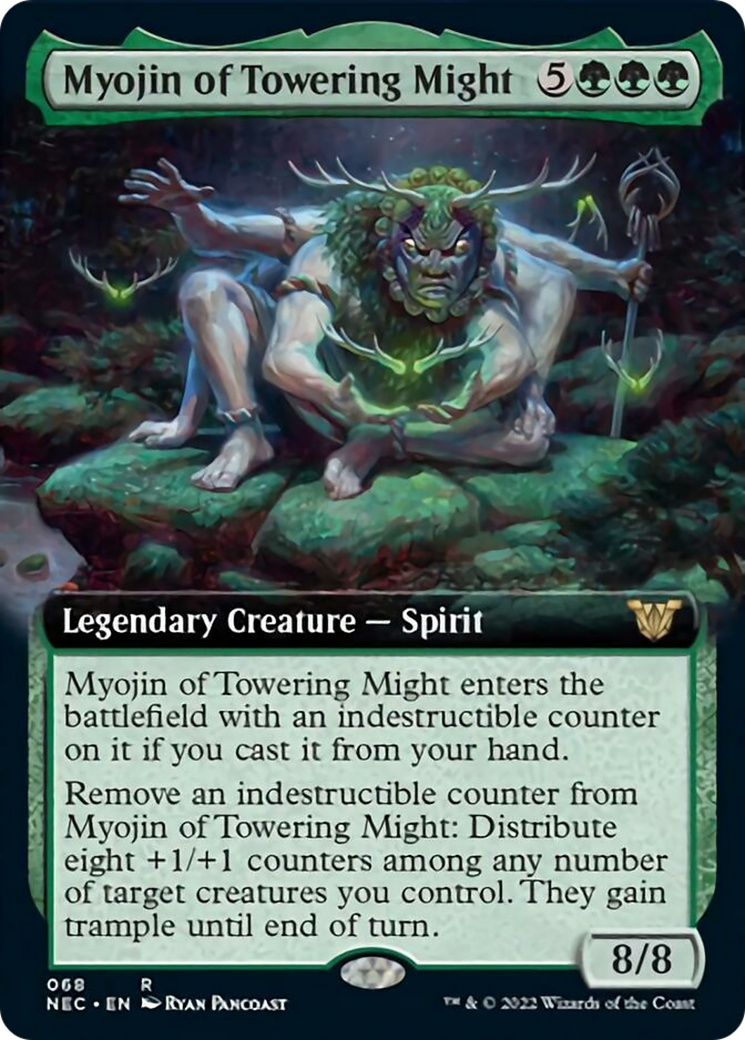 Myojin of Towering Might 5
Legendary Creature — Spirit
Myojin of Towering Might enters the
battlefield with an indestructible counter
on it if you cast it from your hand.
Remove an indestructible counter from
Myojin of Towering Might: Distribute
eight +1/+1 counters among any number
of target creatures you control. They gain
trample until end of turn.
8/8
068 R
NEC • EN Ryan Pancoast
™ & © 2022 Wizards of the Coast